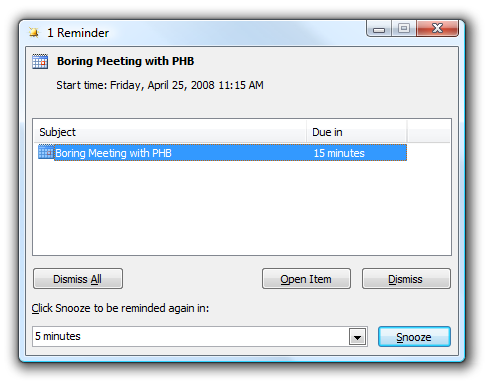 1 Reminder
Boring Meeting with PHB
Start time: Friday, April 25, 2008 11:15 AM
Subject Due in
Boring Meeting with PHB 15 minutes
Dismiss All Open Item Dismiss
Click Snooze to be reminded again in:
5 minutes Snooze